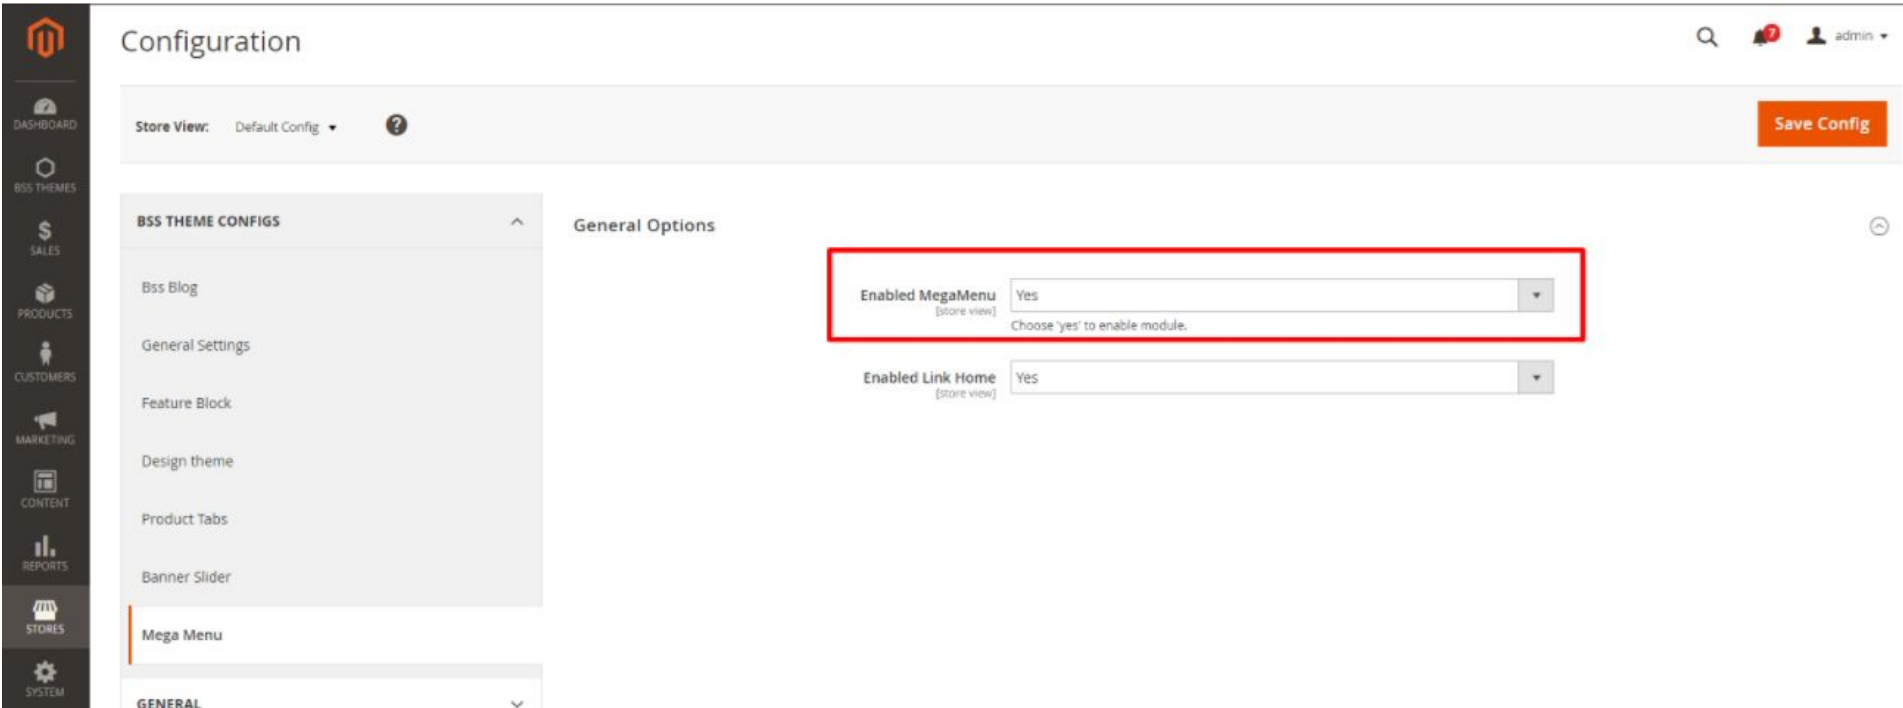 Configuration
7
admin
DASHBOARD
BSS THEMES
SALES
PRODUCTS
CUSTOMERS
MARKETING
CONTENT
REPORTS
STORES
SYSTEM
Store View: Default Config ?
Save Config
BSS THEME CONFIGS
Bss Blog
General Settings
Feature Block
Design theme
Product Tabs
Banner Slider
Mega Menu
GENERAL
General Options
Enabled MegaMenu Yes
[store view]
Choose 'yes' to enable module.
Enabled Link Home Yes
[store view]